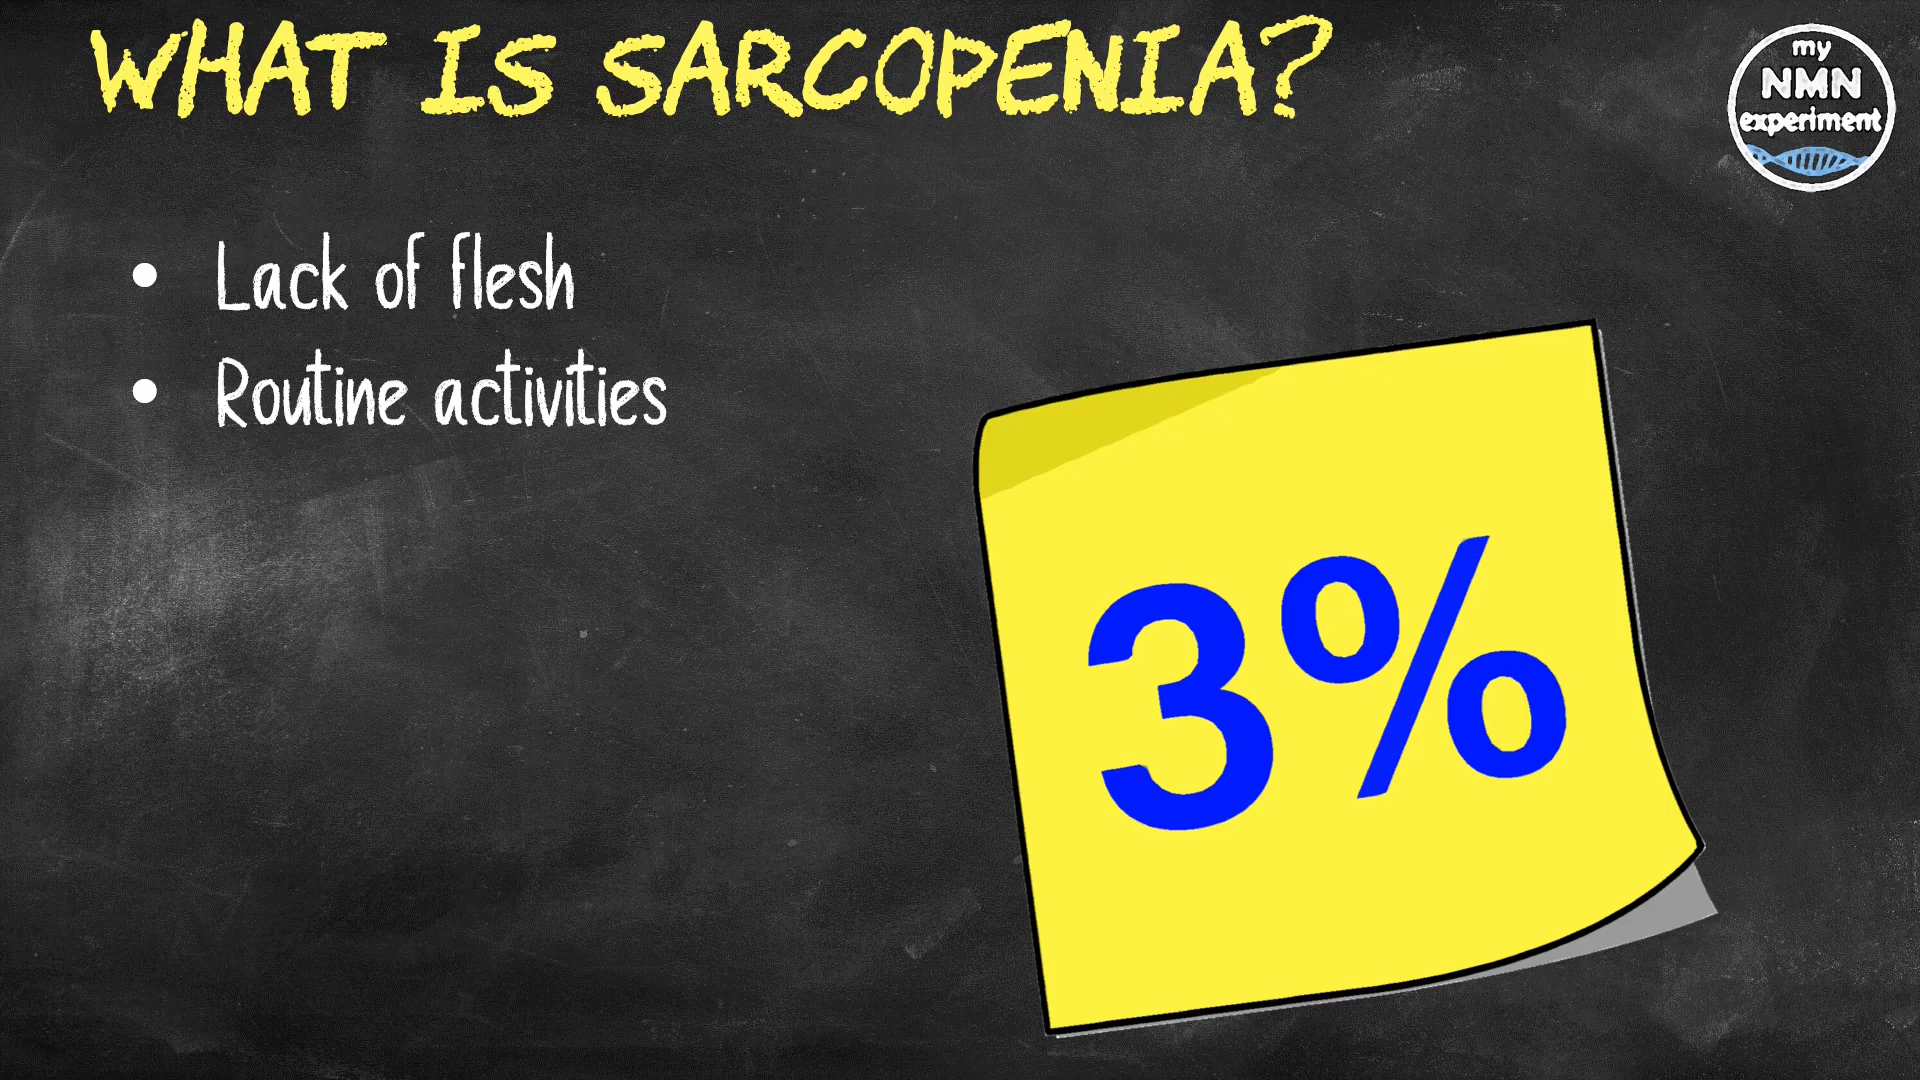 WHAT IS SARCOPENIA?
my
NMN
experiment
• Lack of flesh
• Routine activities
3%